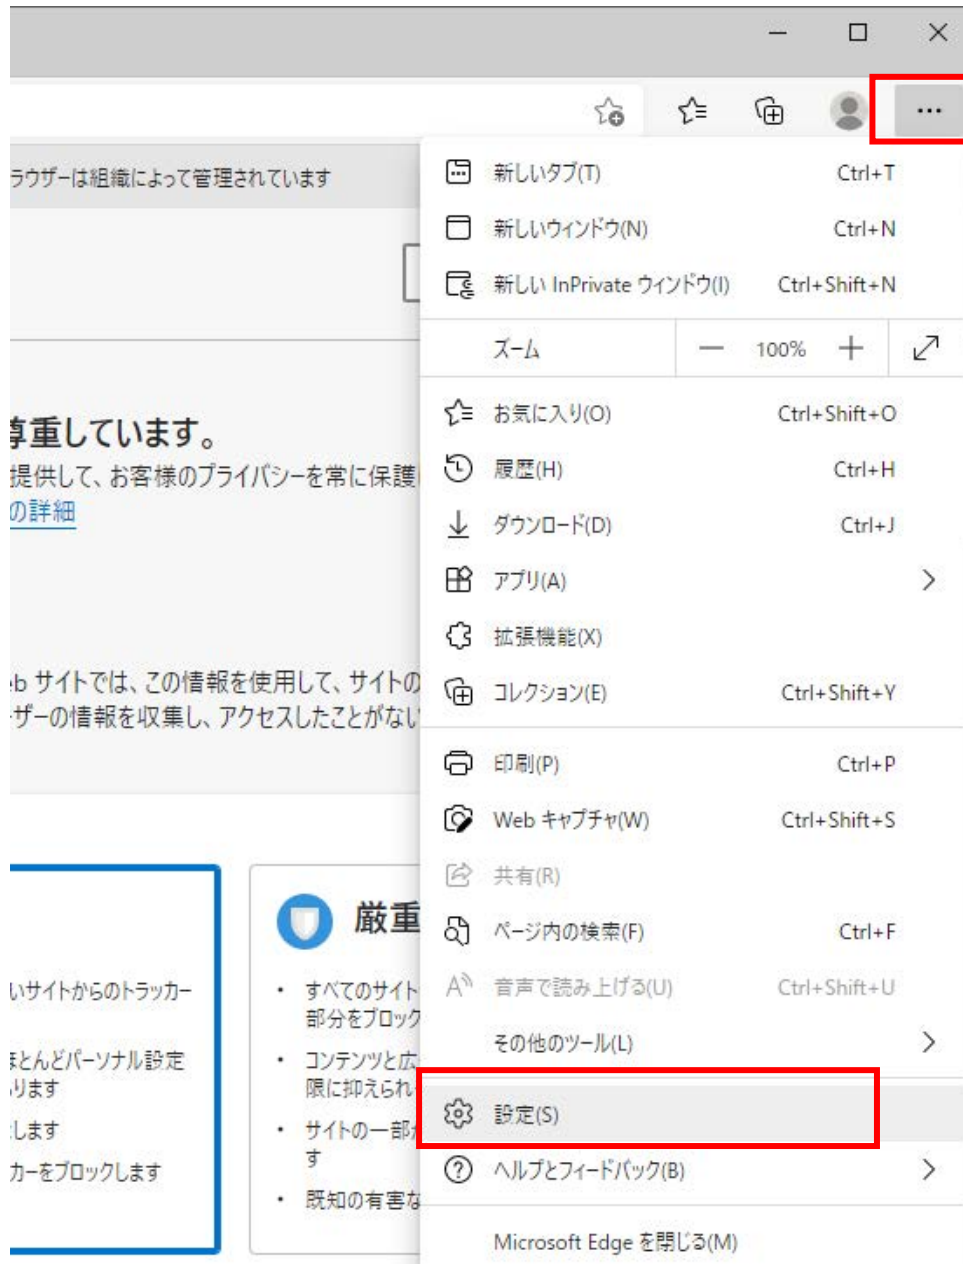 ラウザーは組織によって管理されています
新しいタブ(T) Ctrl+T
新しいウィンドウ(N) Ctrl+N
新しい InPrivate ウィンドウ(I) Ctrl+Shift+N
ズーム 100%
お気に入り(O) Ctrl+Shift+O
履歴(H) Ctrl+H
ダウンロード(D) Ctrl+J
アプリ(A)
拡張機能(X)
コレクション(E) Ctrl+Shift+Y
印刷(P) Ctrl+P
Web キャプチャ(W) Ctrl+Shift+S
共有(R)
ページ内の検索(F) Ctrl+F
音声で読み上げる(U) Ctrl+Shift+U
その他のツール(L)
設定(S)
ヘルプとフィードバック(B)
Microsoft Edge を閉じる(M)
尊重しています。
提供して、お客様のプライバシーを常に保護
の詳細
eb サイトでは、この情報を使用して、サイトの
ーザーの情報を収集し、アクセスしたことがない
いサイトからのトラッカー
ほとんどパーソナル設定
ります
します
カーをブロックします
厳重
• すべてのサイト
部分をブロック
• コンテンツと広
限に抑えられ
• サイトの一部が
す
• 既知の有害な